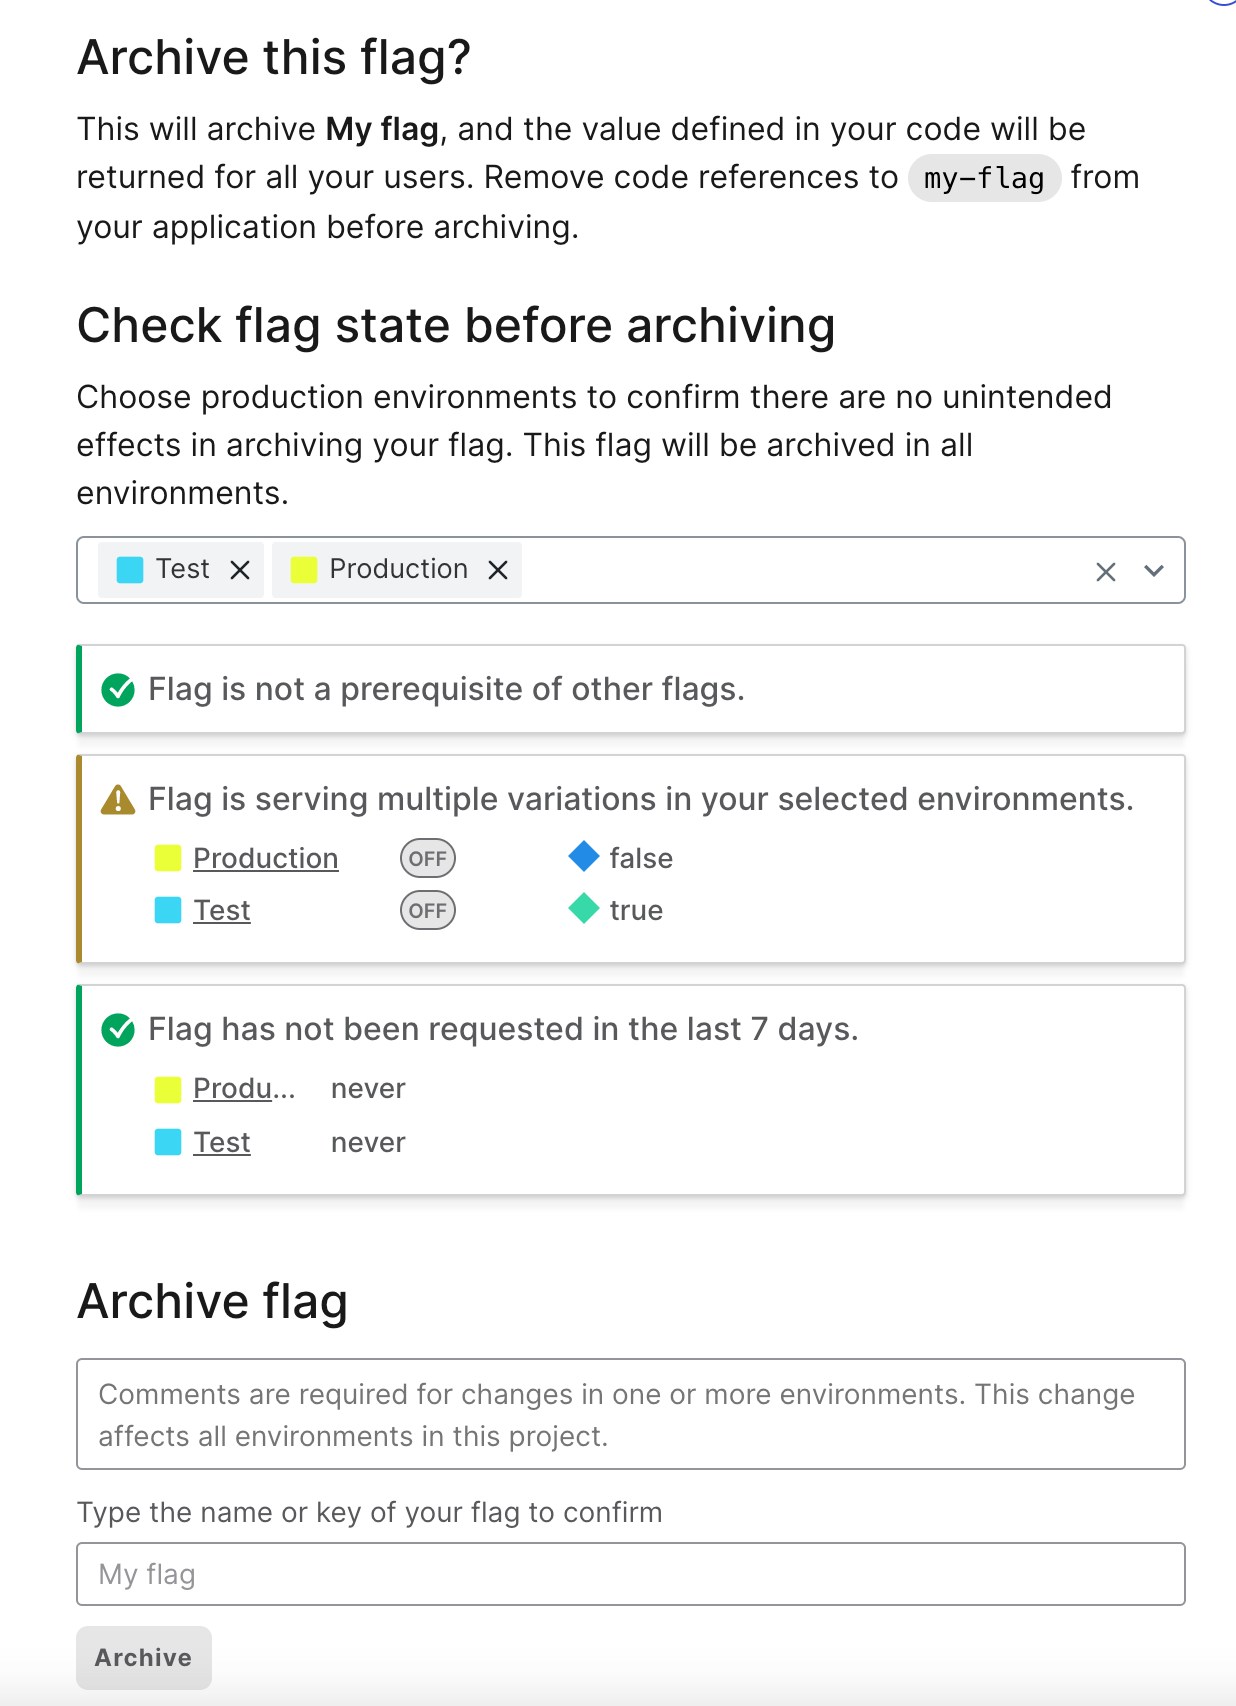 Archive this flag?
This will archive My flag, and the value defined in your code will be
returned for all your users. Remove code references to my-flag from
your application before archiving.
Check flag state before archiving
Choose production environments to confirm there are no unintended
effects in archiving your flag. This flag will be archived in all
environments.
Test Production
Flag is not a prerequisite of other flags.
Flag is serving multiple variations in your selected environments.
Production OFF false
Test OFF true
Flag has not been requested in the last 7 days.
Produ... never
Test never
Archive flag
Comments are required for changes in one or more environments. This change
affects all environments in this project.
Type the name or key of your flag to confirm
My flag
Archive